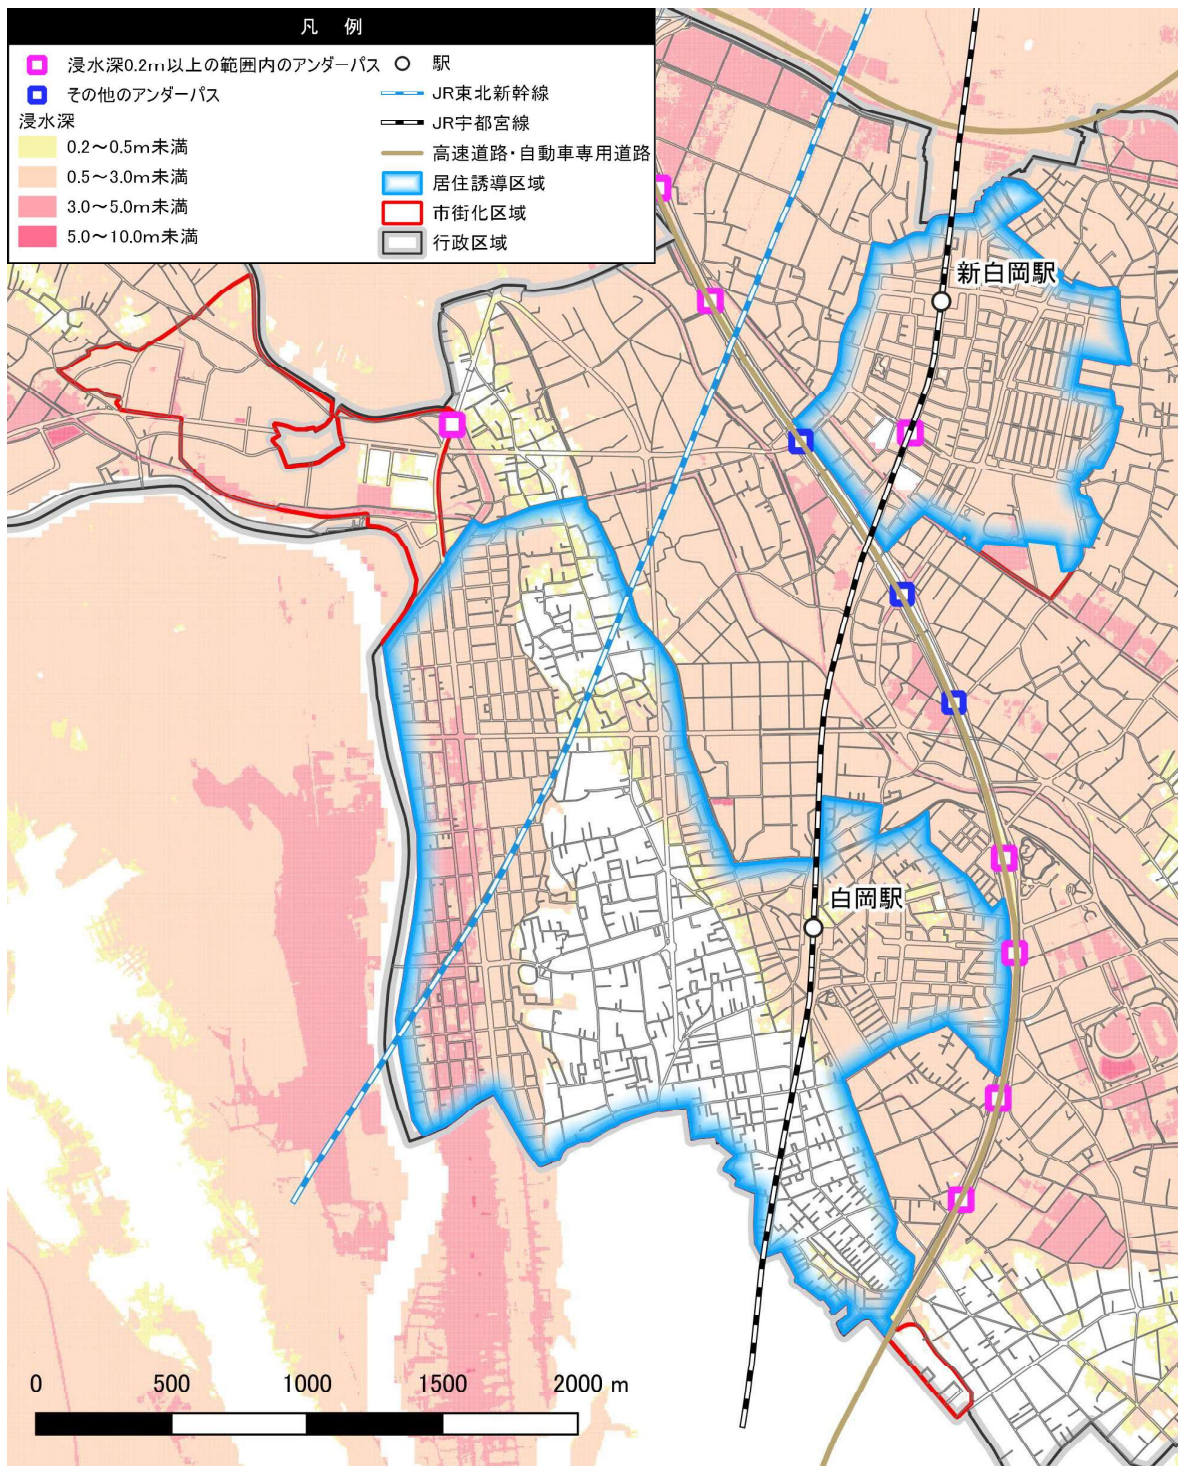 凡 例
浸水深0.2m以上の範囲内のアンダーパス
その他のアンダーパス
浸水深
0.2～0.5m未満
0.5～3.0m未満
3.0～5.0m未満
5.0～10.0m未満
駅
JR東北新幹線
JR宇都宮線
高速道路・自動車専用道路
居住誘導区域
市街化区域
行政区域
新白岡駅
白岡駅
0 500 1000 1500 2000 m